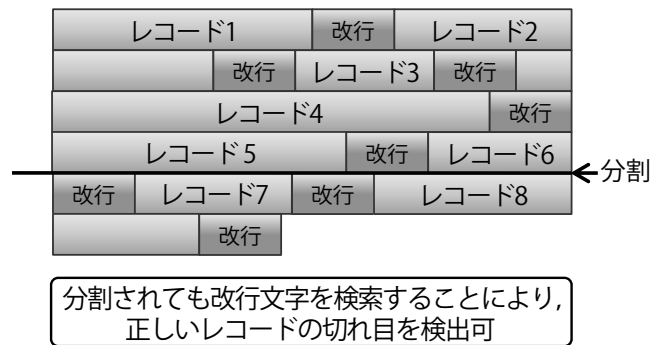 レコード1 改行 レコード2
改行 レコード3 改行
レコード4 改行
レコード5 改行 レコード6
分割
改行 レコード7 改行 レコード8
改行
分割されても改行文字を検索することにより,
正しいレコードの切れ目を検出可